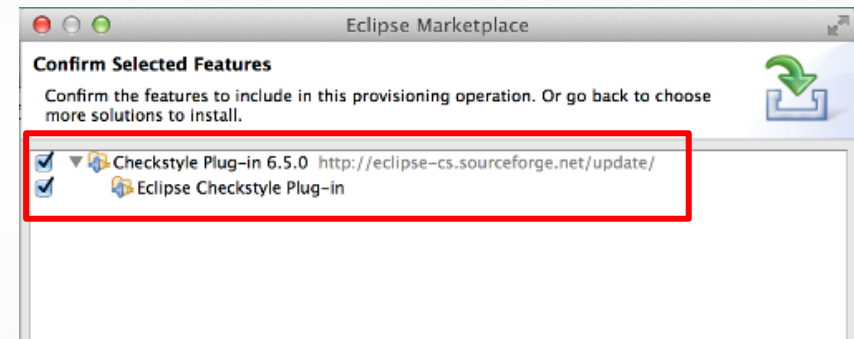 Eclipse Marketplace
Confirm Selected Features
Confirm the features to include in this provisioning operation. Or go back to choose
more solutions to install.
Checkstyle Plug-in 6.5.0 http://eclipse-cs.sourceforge.net/update/
Eclipse Checkstyle Plug-in